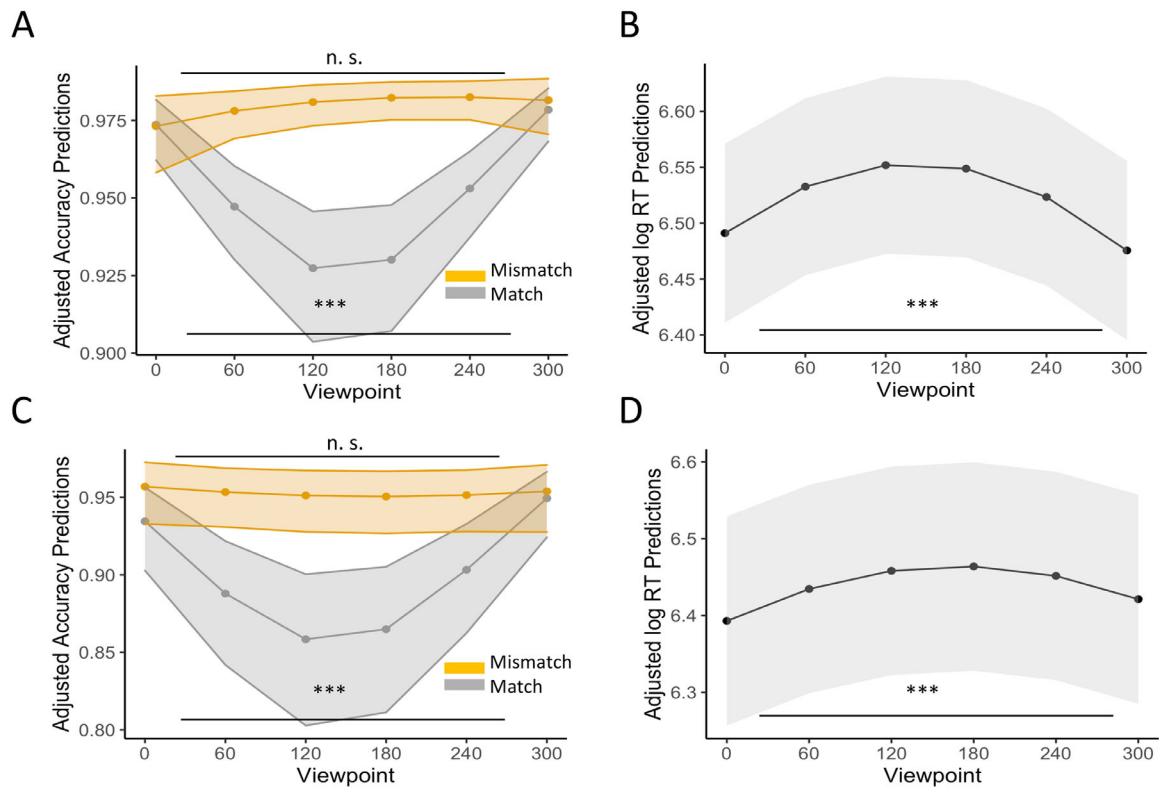 A
n. s.
Adjusted Accuracy Predictions
0.975
0.950
0.925
0.900
Mismatch
Match
***
0 60 120 180 240 300
Viewpoint
B
Adjusted log RT Predictions
6.60
6.55
6.50
6.45
6.40
***
0 60 120 180 240 300
Viewpoint
C
n. s.
Adjusted Accuracy Predictions
0.95
0.90
0.85
0.80
Mismatch
Match
***
0 60 120 180 240 300
Viewpoint
D
Adjusted log RT Predictions
6.6
6.5
6.4
6.3
***
0 60 120 180 240 300
Viewpoint